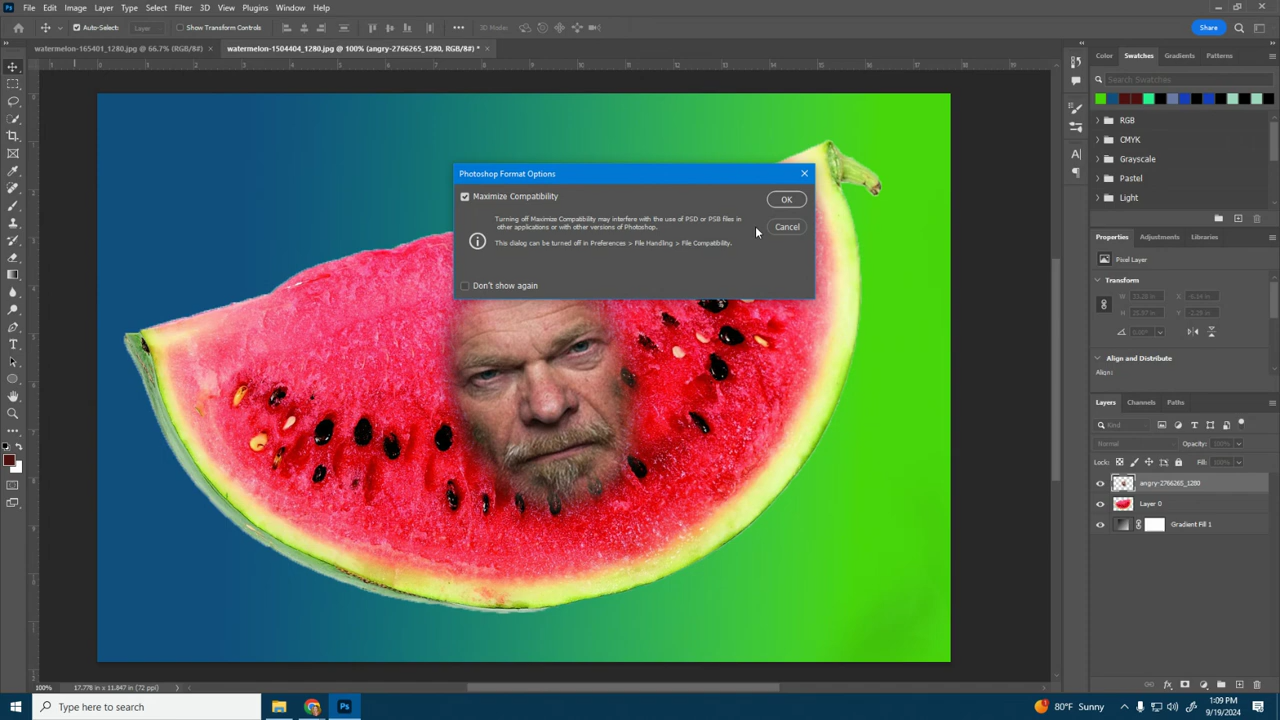 Ps File Edit Image Layer Type Select Filter 3D View Plugins Window Help
Auto-Select: Layer Show Transform Controls 3D Mode: Share
watermelon-165401_1280.jpg @ 66.7% (RGB/8#) × watermelon-1504404_1280.jpg @ 100% (angry-2766265_1280, RGB/8#) * ×
Color Swatches Gradients Patterns
Search Swatches
RGB
CMYK
Grayscale
Pastel
Light
Photoshop Format Options
Maximize Compatibility
OK
Turning off Maximize Compatibility may interfere with the use of PSD or PSB files in
other applications or with other versions of Photoshop.
Cancel
This dialog can be turned off in Preferences > File Handling > File Compatibility.
Don't show again
Properties Adjustments Libraries
Pixel Layer
Transform
W X
H Y
0.00°
Align and Distribute
Align:
Layers Channels Paths
Kind
Normal Opacity: 100%
Lock: Fill: 100%
angry-2766265_1280
Layer 0
Gradient Fill 1
100% 17.778 in x 11.847 in (72 ppi)
Type here to search
80°F Sunny
1:09 PM
9/19/2024